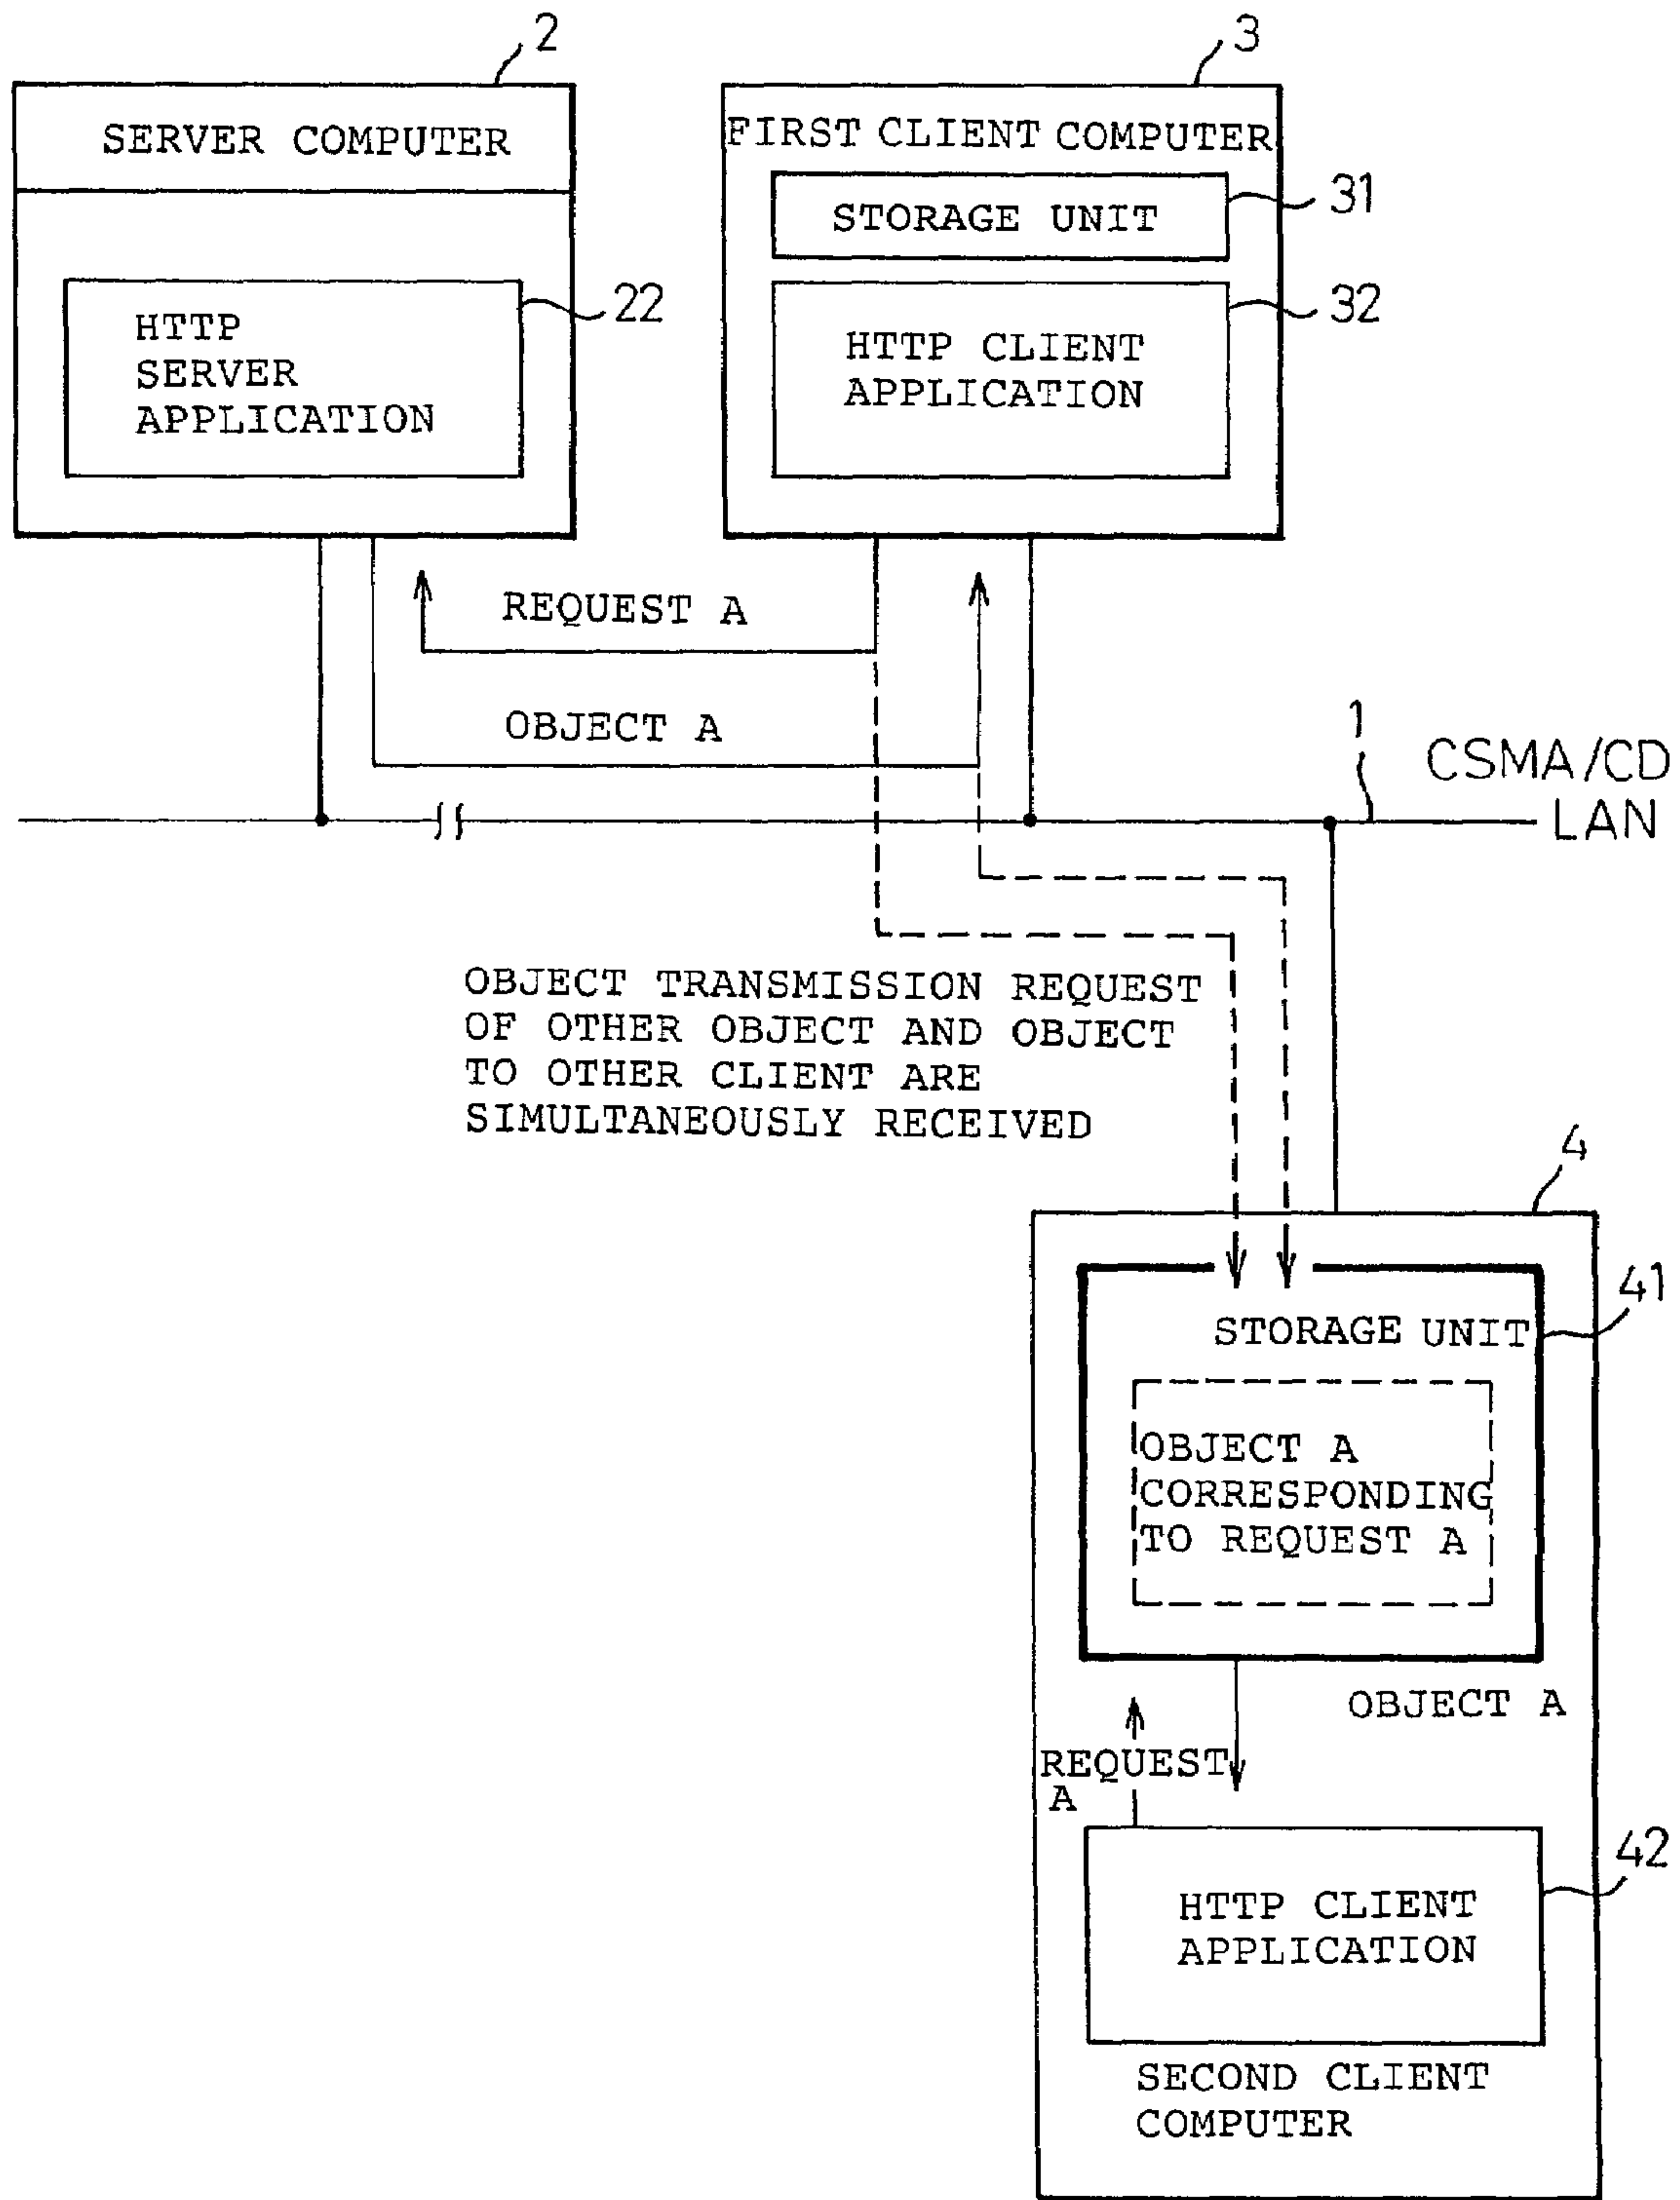 2
3
SERVER COMPUTER
FIRST CLIENT COMPUTER
STORAGE UNIT
31
HTTP
SERVER
APPLICATION
22
HTTP CLIENT
APPLICATION
32
REQUEST A
OBJECT A
1
CSMA/CD
LAN
OBJECT TRANSMISSION REQUEST
OF OTHER OBJECT AND OBJECT
TO OTHER CLIENT ARE
SIMULTANEOUSLY RECEIVED
4
41
STORAGE UNIT
OBJECT A
CORRESPONDING
TO REQUEST A
OBJECT A
REQUEST
A
42
HTTP CLIENT
APPLICATION
SECOND CLIENT
COMPUTER